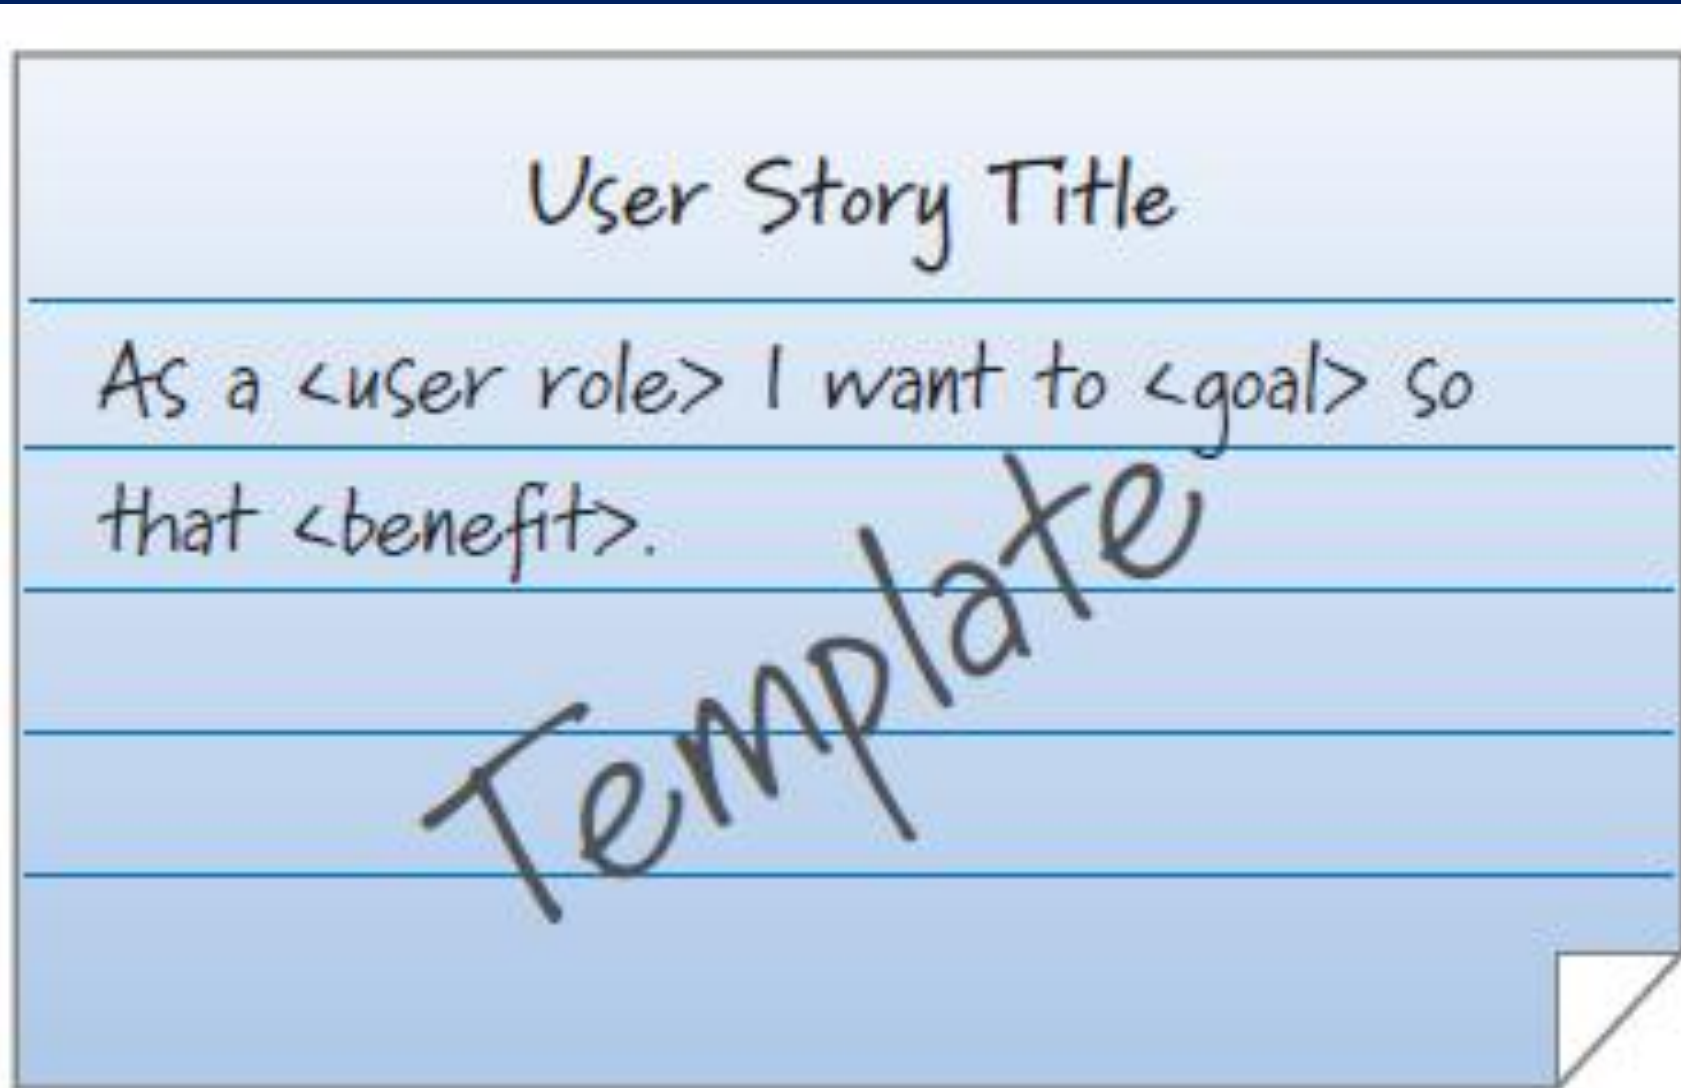 User Story Title
As a <user role> I want to <goal> so
that <benefit>.
Template